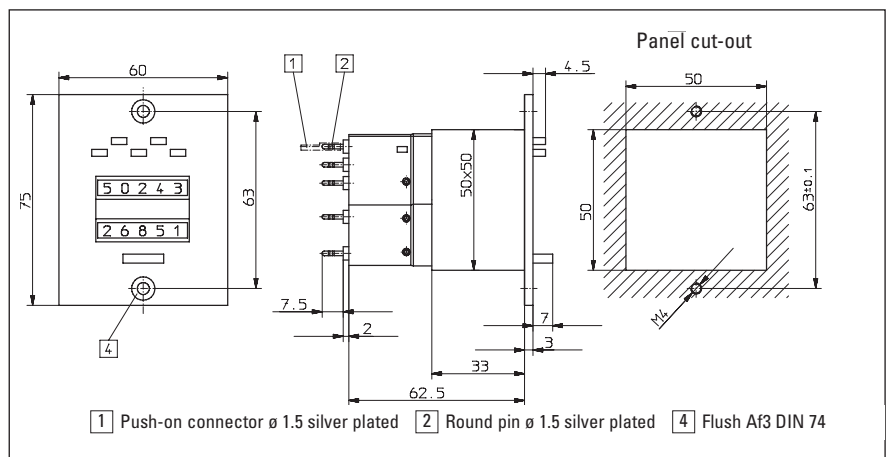 Panel cut-out
60
1
2
4.5
50
5 0 2 4 3
2 6 8 5 1
75
63
50x50
50
63±0.1
7.5
2
7
3
M4
4
33
62.5
1 Push-on connector ø 1.5 silver plated 2 Round pin ø 1.5 silver plated 4 Flush Af3 DIN 74